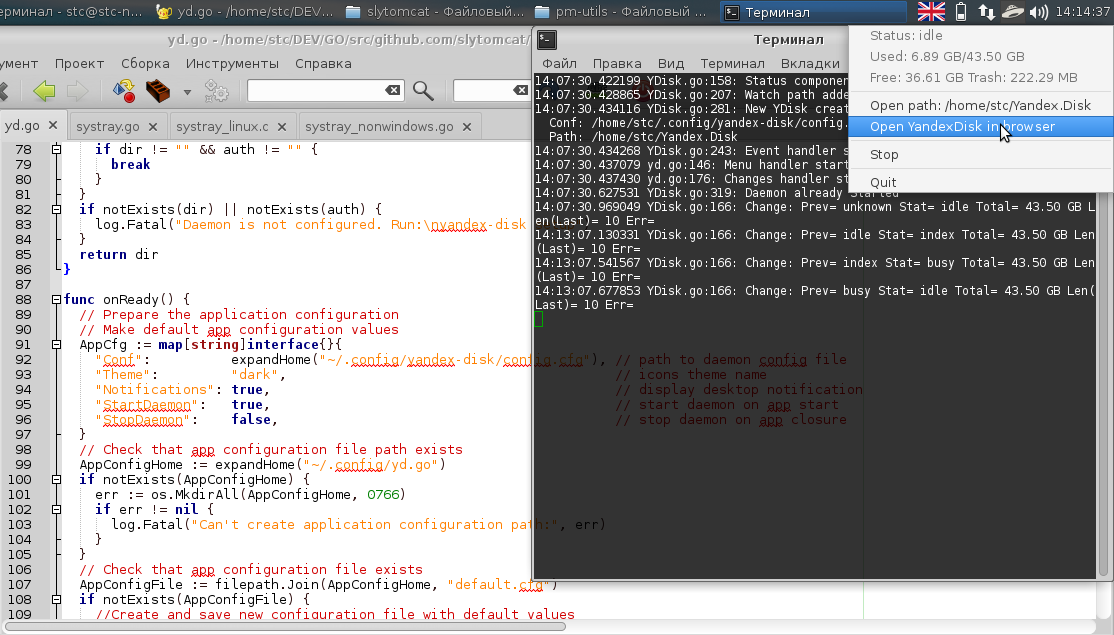 ерминал - stc@stc-n...
yd.go - /home/stc/DEV/...
slytomcat - Файловый...
pm-utils - Файловый ...
Терминал
14:14:37
yd.go - /home/stc/DEV/GO/src/github.com/slytomcat/
умент Проект Сборка Инструменты Справка
yd.go systray.go systray_linux.c systray_nonwindows.go
78 if dir != "" && auth != "" {
79 break
80 }
81 }
82 if notExists(dir) || notExists(auth) {
83 log.Fatal("Daemon is not configured. Run:\nyandex-disk
84 }
85 return dir
86 }
87
88 func onReady() {
89 // Prepare the application configuration
90 // Make default app configuration values
91 AppCfg := map[string]interface{}{
92 "Conf": expandHome("~/.config/yandex-disk/config.cfg"), // path to daemon config file
93 "Theme": "dark", // icons theme name
94 "Notifications": true, // display desktop notification
95 "StartDaemon": true, // start daemon on app start
96 "StopDaemon": false, // stop daemon on app closure
97 }
98 // Check that app configuration file path exists
99 AppConfigHome := expandHome("~/.config/yd.go")
100 if notExists(AppConfigHome) {
101 err := os.MkdirAll(AppConfigHome, 0766)
102 if err != nil {
103 log.Fatal("Can't create application configuration path:", err)
104 }
105 }
106 // Check that app configuration file exists
107 AppConfigFile := filepath.Join(AppConfigHome, "default.cfg")
108 if notExists(AppConfigFile) {
109 //Create and save new configuration file with default values
Терминал
Файл Правка Вид Терминал Вкладки
14:07:30.422199 YDisk.go:158: Status componen
14:07:30.428865 YDisk.go:207: Watch path adde
14:07:30.434116 YDisk.go:281: New YDisk creat
Conf: /home/stc/.config/yandex-disk/config.
Path: /home/stc/Yandex.Disk
14:07:30.434268 YDisk.go:243: Event handler s
14:07:30.437079 yd.go:146: Menu handler start
14:07:30.437430 yd.go:176: Changes handler st
14:07:30.627531 YDisk.go:319: Daemon already started
14:07:30.969049 YDisk.go:166: Change: Prev= unknown Stat= idle Total= 43.50 GB L
en(Last)= 10 Err=
14:13:07.130331 YDisk.go:166: Change: Prev= idle Stat= index Total= 43.50 GB Len
(Last)= 10 Err=
14:13:07.541567 YDisk.go:166: Change: Prev= index Stat= busy Total= 43.50 GB Len
(Last)= 10 Err=
14:13:07.677853 YDisk.go:166: Change: Prev= busy Stat= idle Total= 43.50 GB Len(
Last)= 10 Err=
Status: idle
Used: 6.89 GB/43.50 GB
Free: 36.61 GB Trash: 222.29 MB
Open path: /home/stc/Yandex.Disk
Open YandexDisk in browser
Stop
Quit